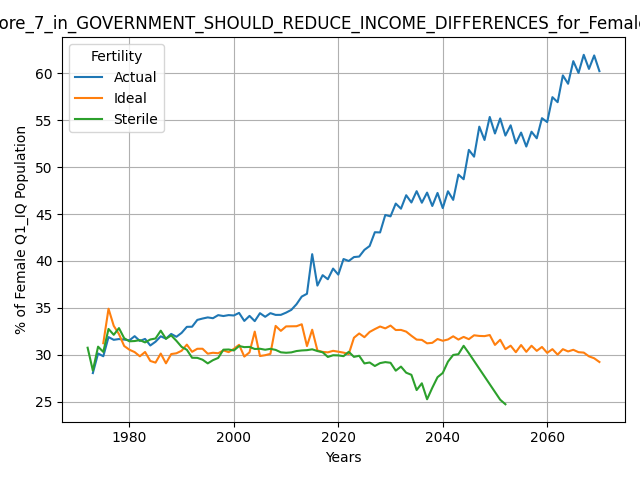 ore_7_in_GOVERNMENT_SHOULD_REDUCE_INCOME_DIFFERENCES_for_Female
Fertility
Actual
Ideal
Sterile
% of Female Q1_IQ Population
60
55
50
45
40
35
30
25
1980
2000
2020
2040
2060
Years